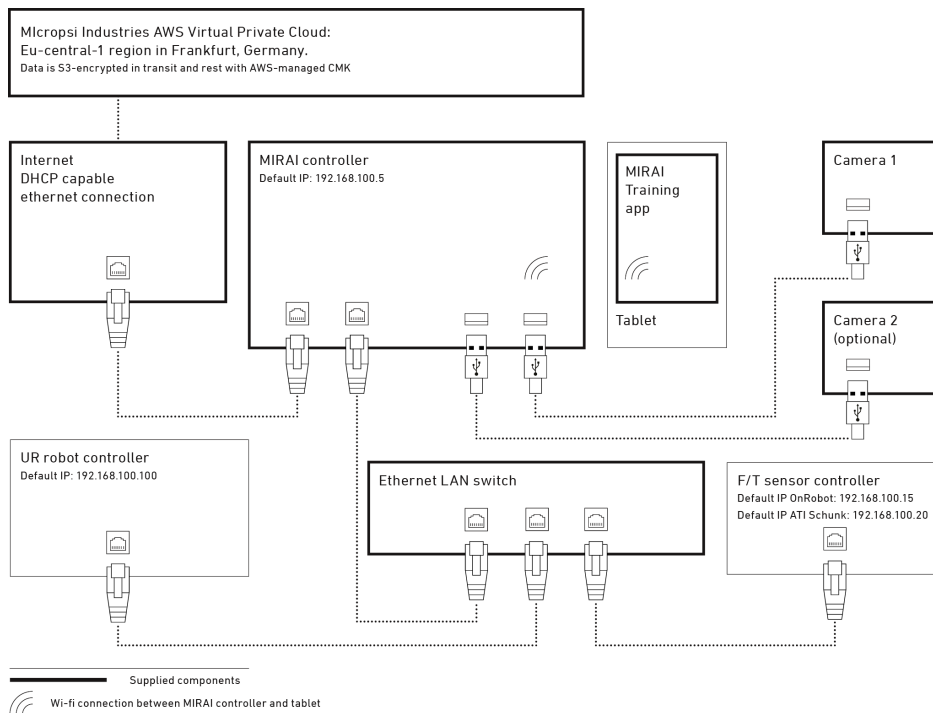 MIcropsi Industries AWS Virtual Private Cloud:
Eu-central-1 region in Frankfurt, Germany.
Data is S3-encrypted in transit and rest with AWS-managed CMK
Internet
DHCP capable
ethernet connection
MIRAI controller
Default IP: 192.168.100.5
MIRAI
Training
app
Tablet
Camera 1
Camera 2
(optional)
UR robot controller
Default IP: 192.168.100.100
Ethernet LAN switch
F/T sensor controller
Default IP OnRobot: 192.168.100.15
Default IP ATI Schunk: 192.168.100.20
Supplied components
Wi-fi connection between MIRAI controller and tablet